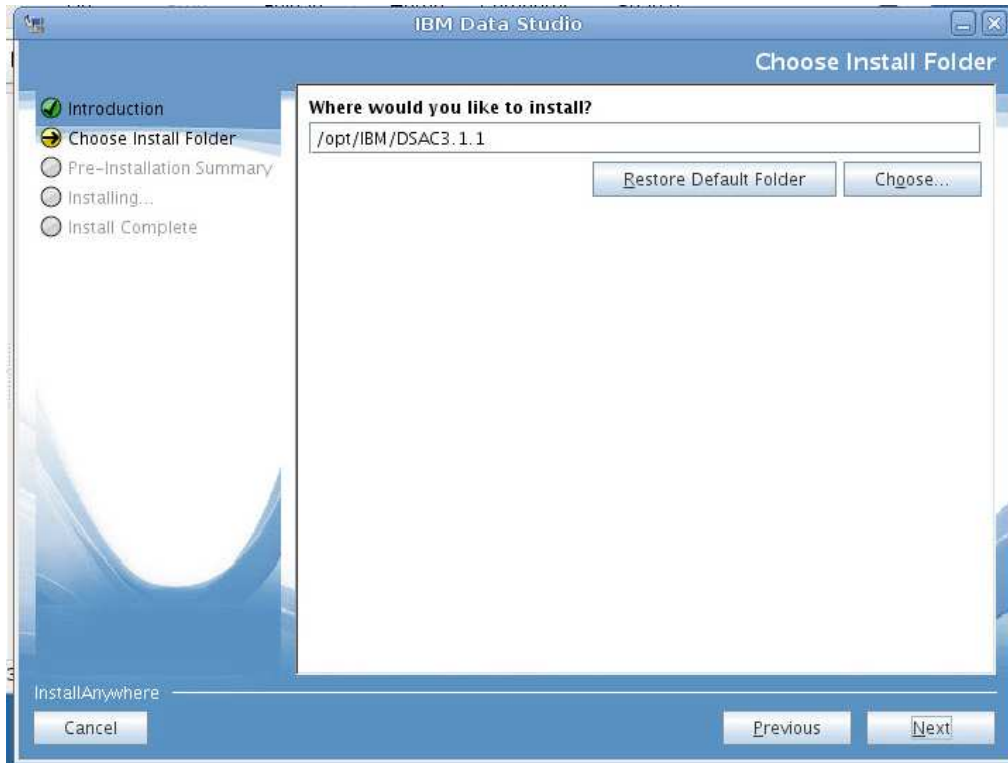 IBM Data Studio
Choose Install Folder
Introduction
Choose Install Folder
Pre-Installation Summary
Installing...
Install Complete
Where would you like to install?
/opt/IBM/DSAC3.1.1
Restore Default Folder
Choose...
InstallAnywhere
Cancel
Previous
Next